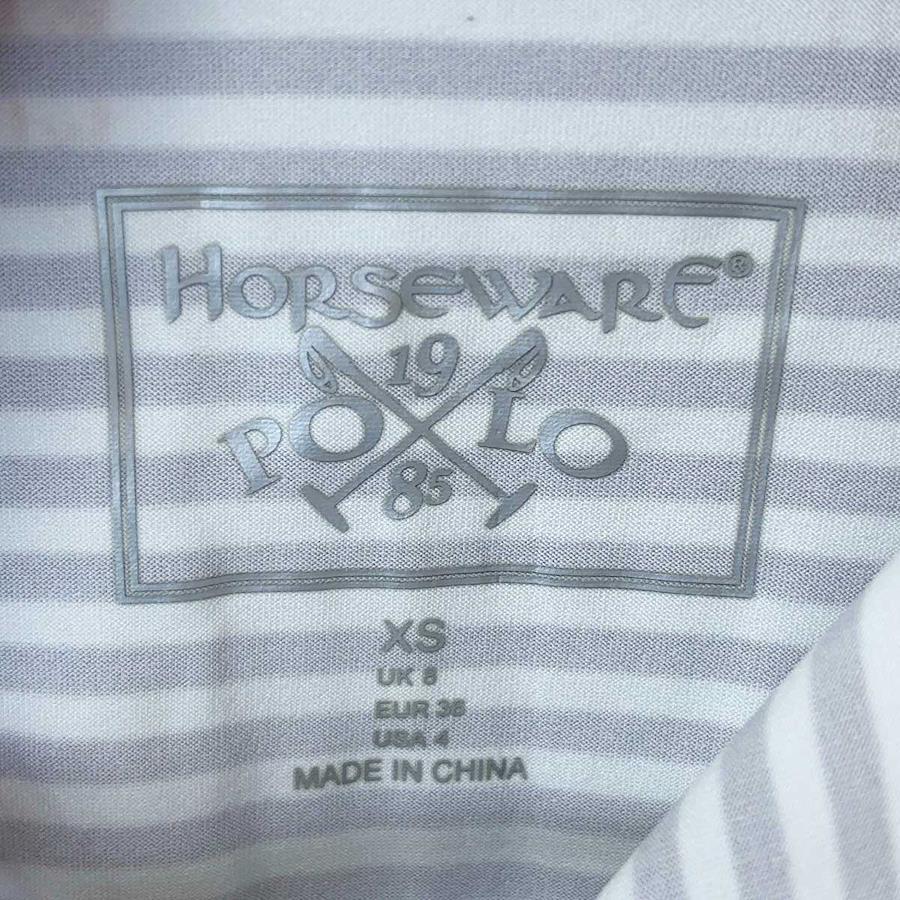 HORSEWARE®
19
POLO
85
XS
UK 8
EUR 36
USA 4
MADE IN CHINA